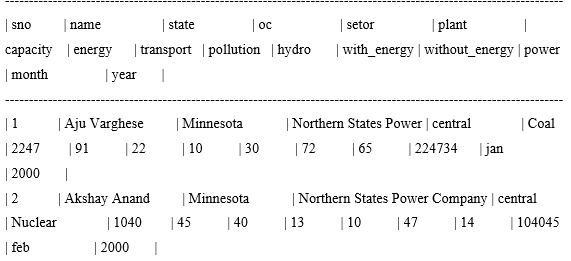 | sno | name | state | oc | setor | plant |
capacity | energy | transport | pollution | hydro | with_energy | without_energy | power
| month | year |
| 1 | Aju Varghese | Minnesota | Northern States Power | central | Coal
| 2247 | 91 | 22 | 10 | 30 | 72 | 65 | 224734 | jan
| 2000 |
| 2 | Akshay Anand | Minnesota | Northern States Power Company | central
| Nuclear | 1040 | 45 | 40 | 13 | 10 | 47 | 14 | 104045
| feb | 2000 |